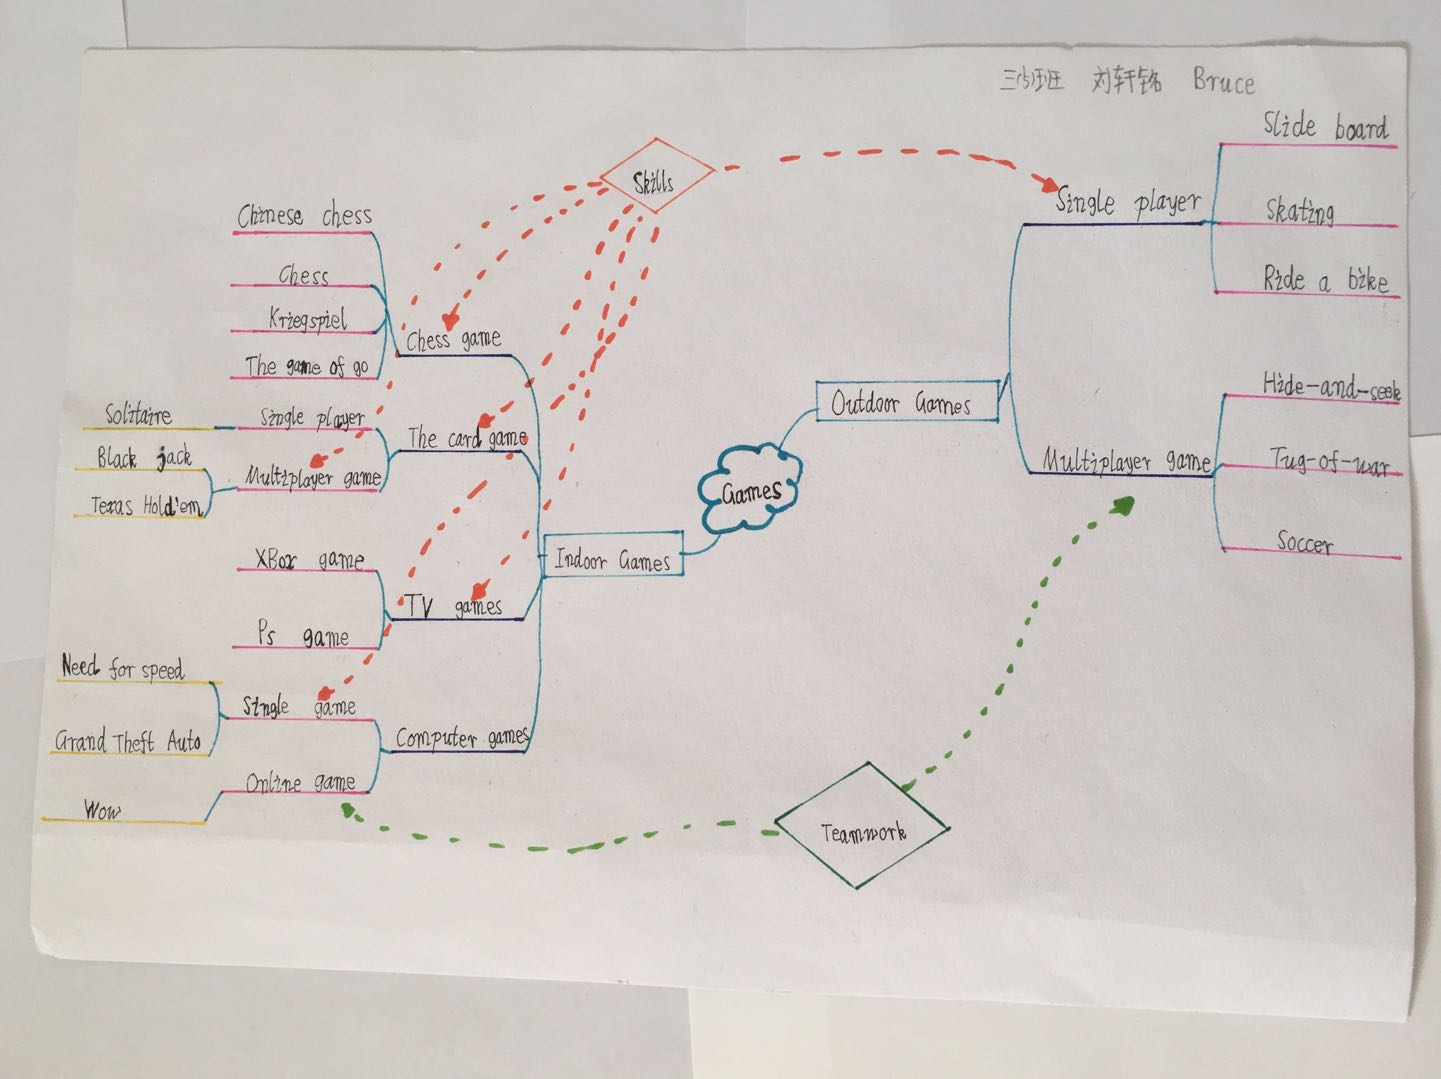 三(5)班 刘轩铭 Bruce
Skills
Games
Outdoor Games
Single player
Slide board
Skating
Ride a bike
Multiplayer game
Hide-and-seek
Tug-of-war
Soccer
Indoor Games
Chess game
Chinese chess
Chess
Kriegspiel
The game of go
The card game
Single player
Solitaire
Multiplayer game
Black jack
Texas Hold'em
TV games
XBox game
Ps game
Computer games
Single game
Need for speed
Grand Theft Auto
Online game
Wow
Teamwork